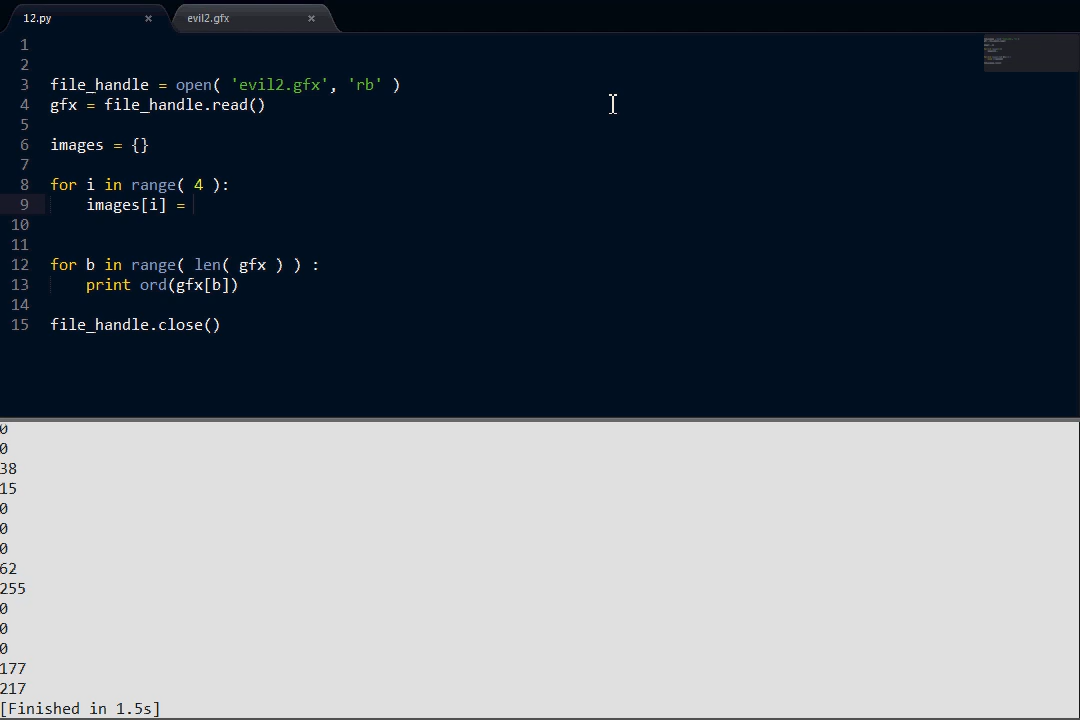 12.py × evil2.gfx ×
1
2
3 file_handle = open( 'evil2.gfx', 'rb' )
4 gfx = file_handle.read()
5
6 images = {}
7
8 for i in range( 4 ):
9 images[i] =
10
11
12 for b in range( len( gfx ) ) :
13 print ord(gfx[b])
14
15 file_handle.close()
0
0
38
15
0
0
0
62
255
0
0
0
177
217
[Finished in 1.5s]